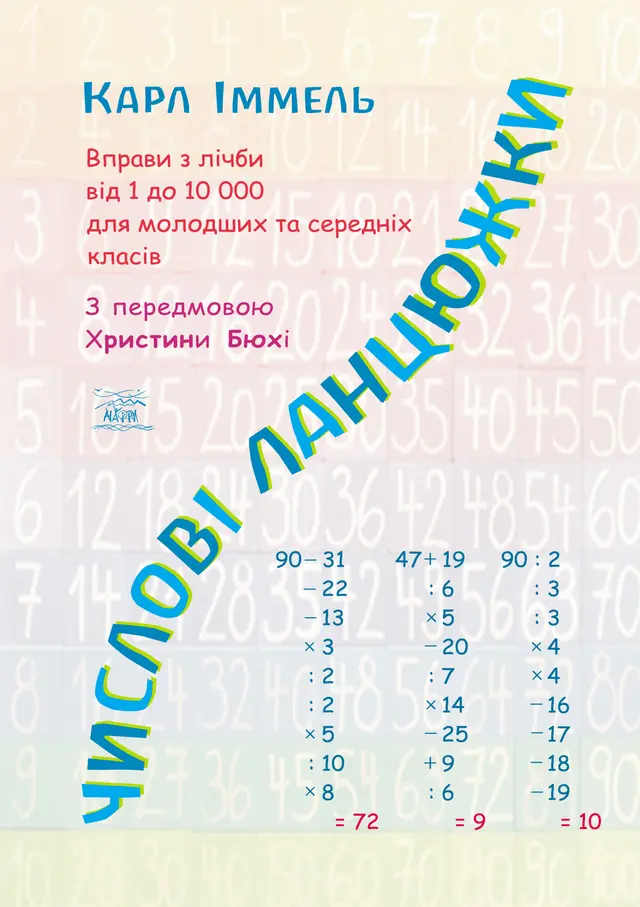 КАРЛ ІММЕЛЬ
Вправи з лічби
від 1 до 10 000
для молодших та середніх
класів
З передмовою
Христини Бюхі
НАІРІ
ЧИСЛОВІ ЛАНЦЮЖКИ
90 – 31
– 22
– 13
× 3
: 2
: 2
× 5
: 10
× 8
= 72
47 + 19
: 6
× 5
– 20
: 7
× 14
– 25
+ 9
: 6
= 9
90 : 2
: 3
: 3
× 4
× 4
– 16
– 17
– 18
– 19
= 10